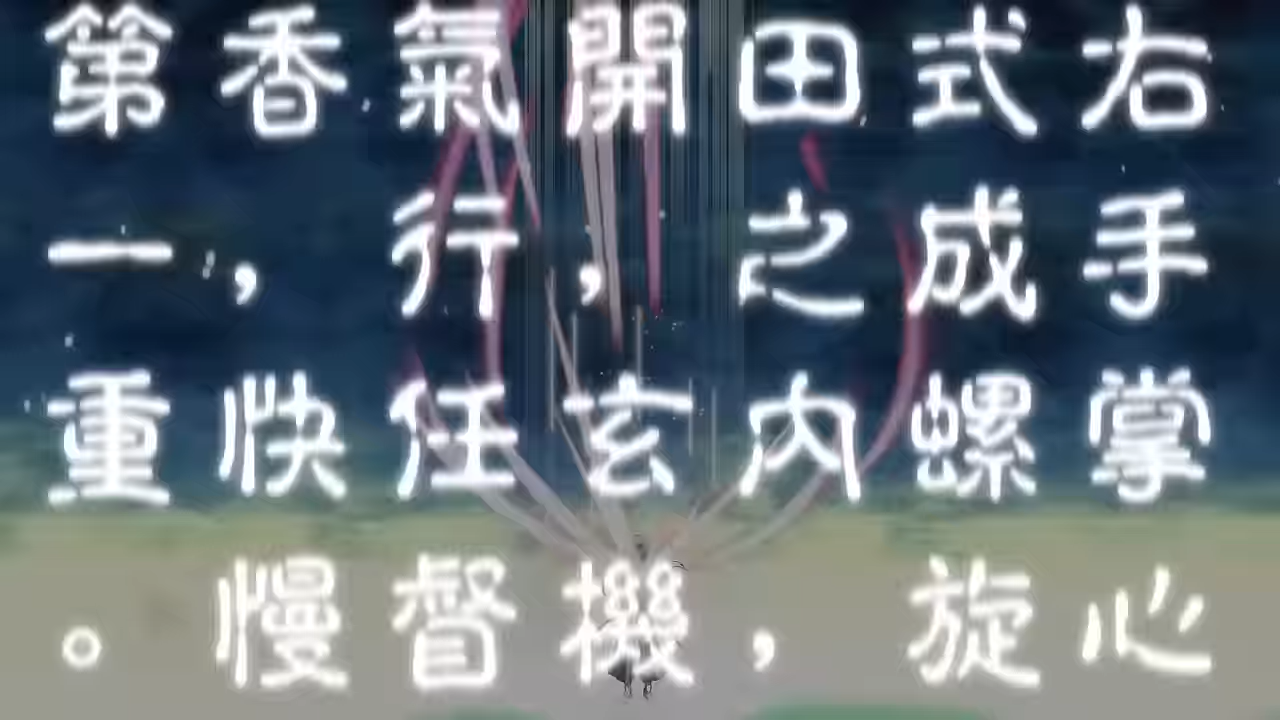 右手掌心
式成螺旋
田之內，
開，玄機
氣行任督
香，快慢
第一重。